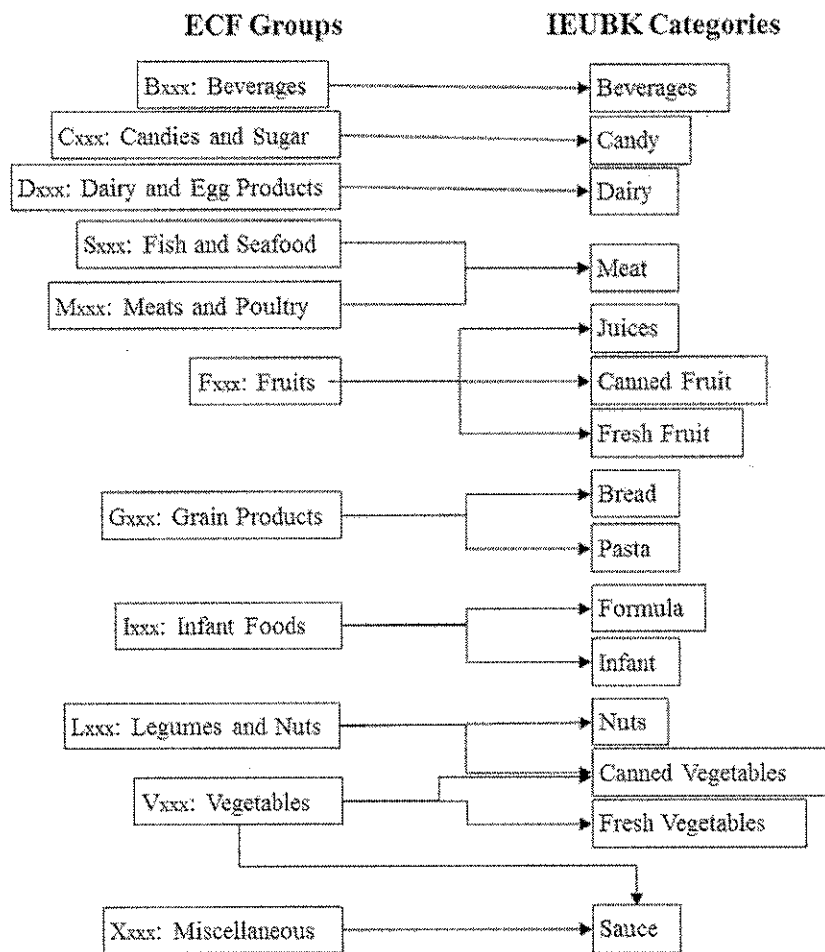 ECF Groups IEUBK Categories
Bxxx: Beverages Beverages
Cxxx: Candies and Sugar Candy
Dxxx: Dairy and Egg Products Dairy
Sxxx: Fish and Seafood
Meat
Mxxx: Meats and Poultry
Juices
Fxxx: Fruits Canned Fruit
Fresh Fruit
Bread
Gxxx: Grain Products
Pasta
Formula
Ixxx: Infant Foods
Infant
Lxxx: Legumes and Nuts Nuts
Canned Vegetables
Vxxx: Vegetables
Fresh Vegetables
Xxxx: Miscellaneous Sauce